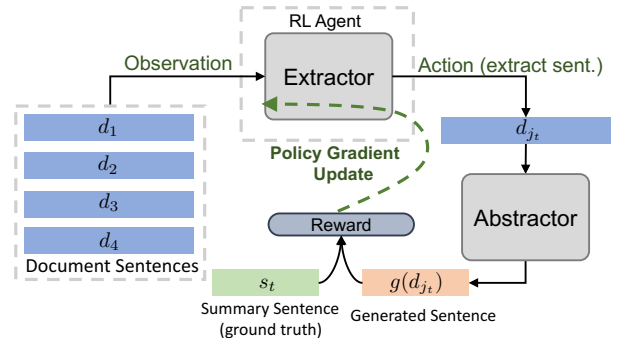 RL Agent
Observation
Extractor
Action (extract sent.)
d_1
d_2
d_3
d_4
Document Sentences
d_{j_t}
Policy Gradient
Update
Abstractor
Reward
s_t
g(d_{j_t})
Summary Sentence
(ground truth)
Generated Sentence